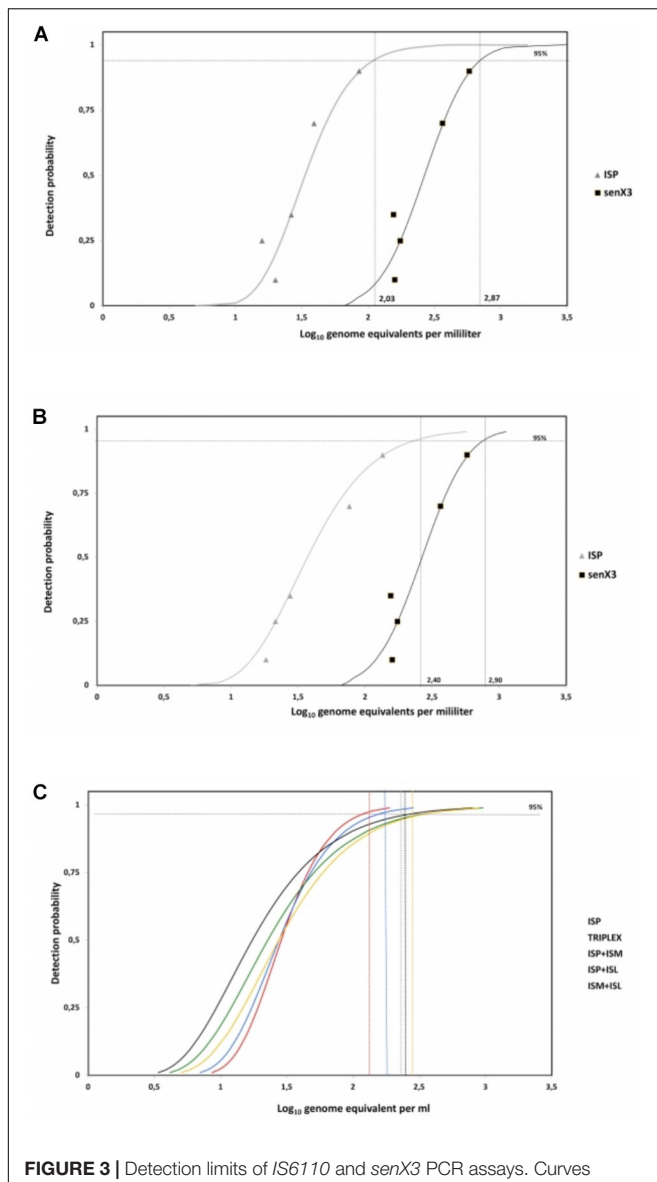 A
1
95%
0,75
0,5
0,25
0
Detection probability
ISP
senX3
2,03
2,87
0 0,5 1 1,5 2 2,5 3 3,5
Log10 genome equivalents per mililiter
B
1
95%
0,75
0,5
0,25
0
Detection probability
ISP
senX3
2,40
2,90
0 0,5 1 1,5 2 2,5 3 3,5
Log10 genome equivalents per mililiter
C
1
95%
0,75
0,5
0,25
0
Detection probability
ISP
TRIPLEX
ISP+ISM
ISP+ISL
ISM+ISL
0 0,5 1 1,5 2 2,5 3 3,5
Log10 genome equivalent per ml
FIGURE 3 | Detection limits of IS6110 and senX3 PCR assays. Curves